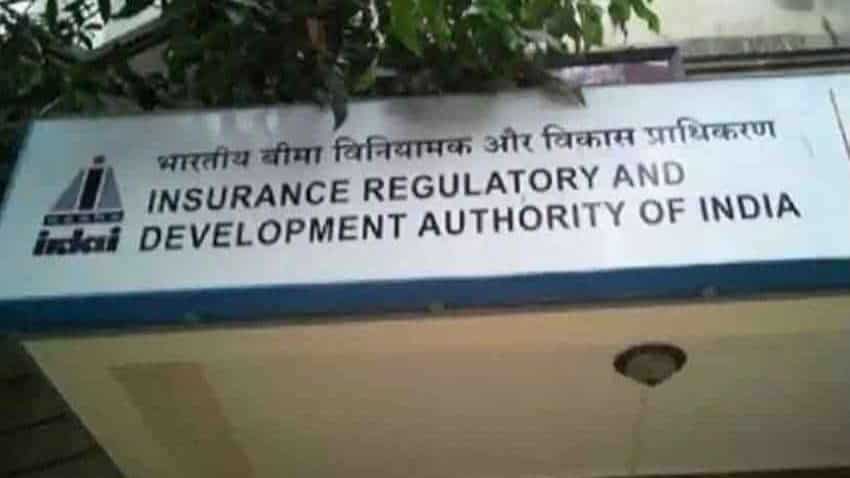 भारतीय बीमा विनियामक और विकास प्राधिकरण
INSURANCE REGULATORY AND
DEVELOPMENT AUTHORITY OF INDIA
irdai